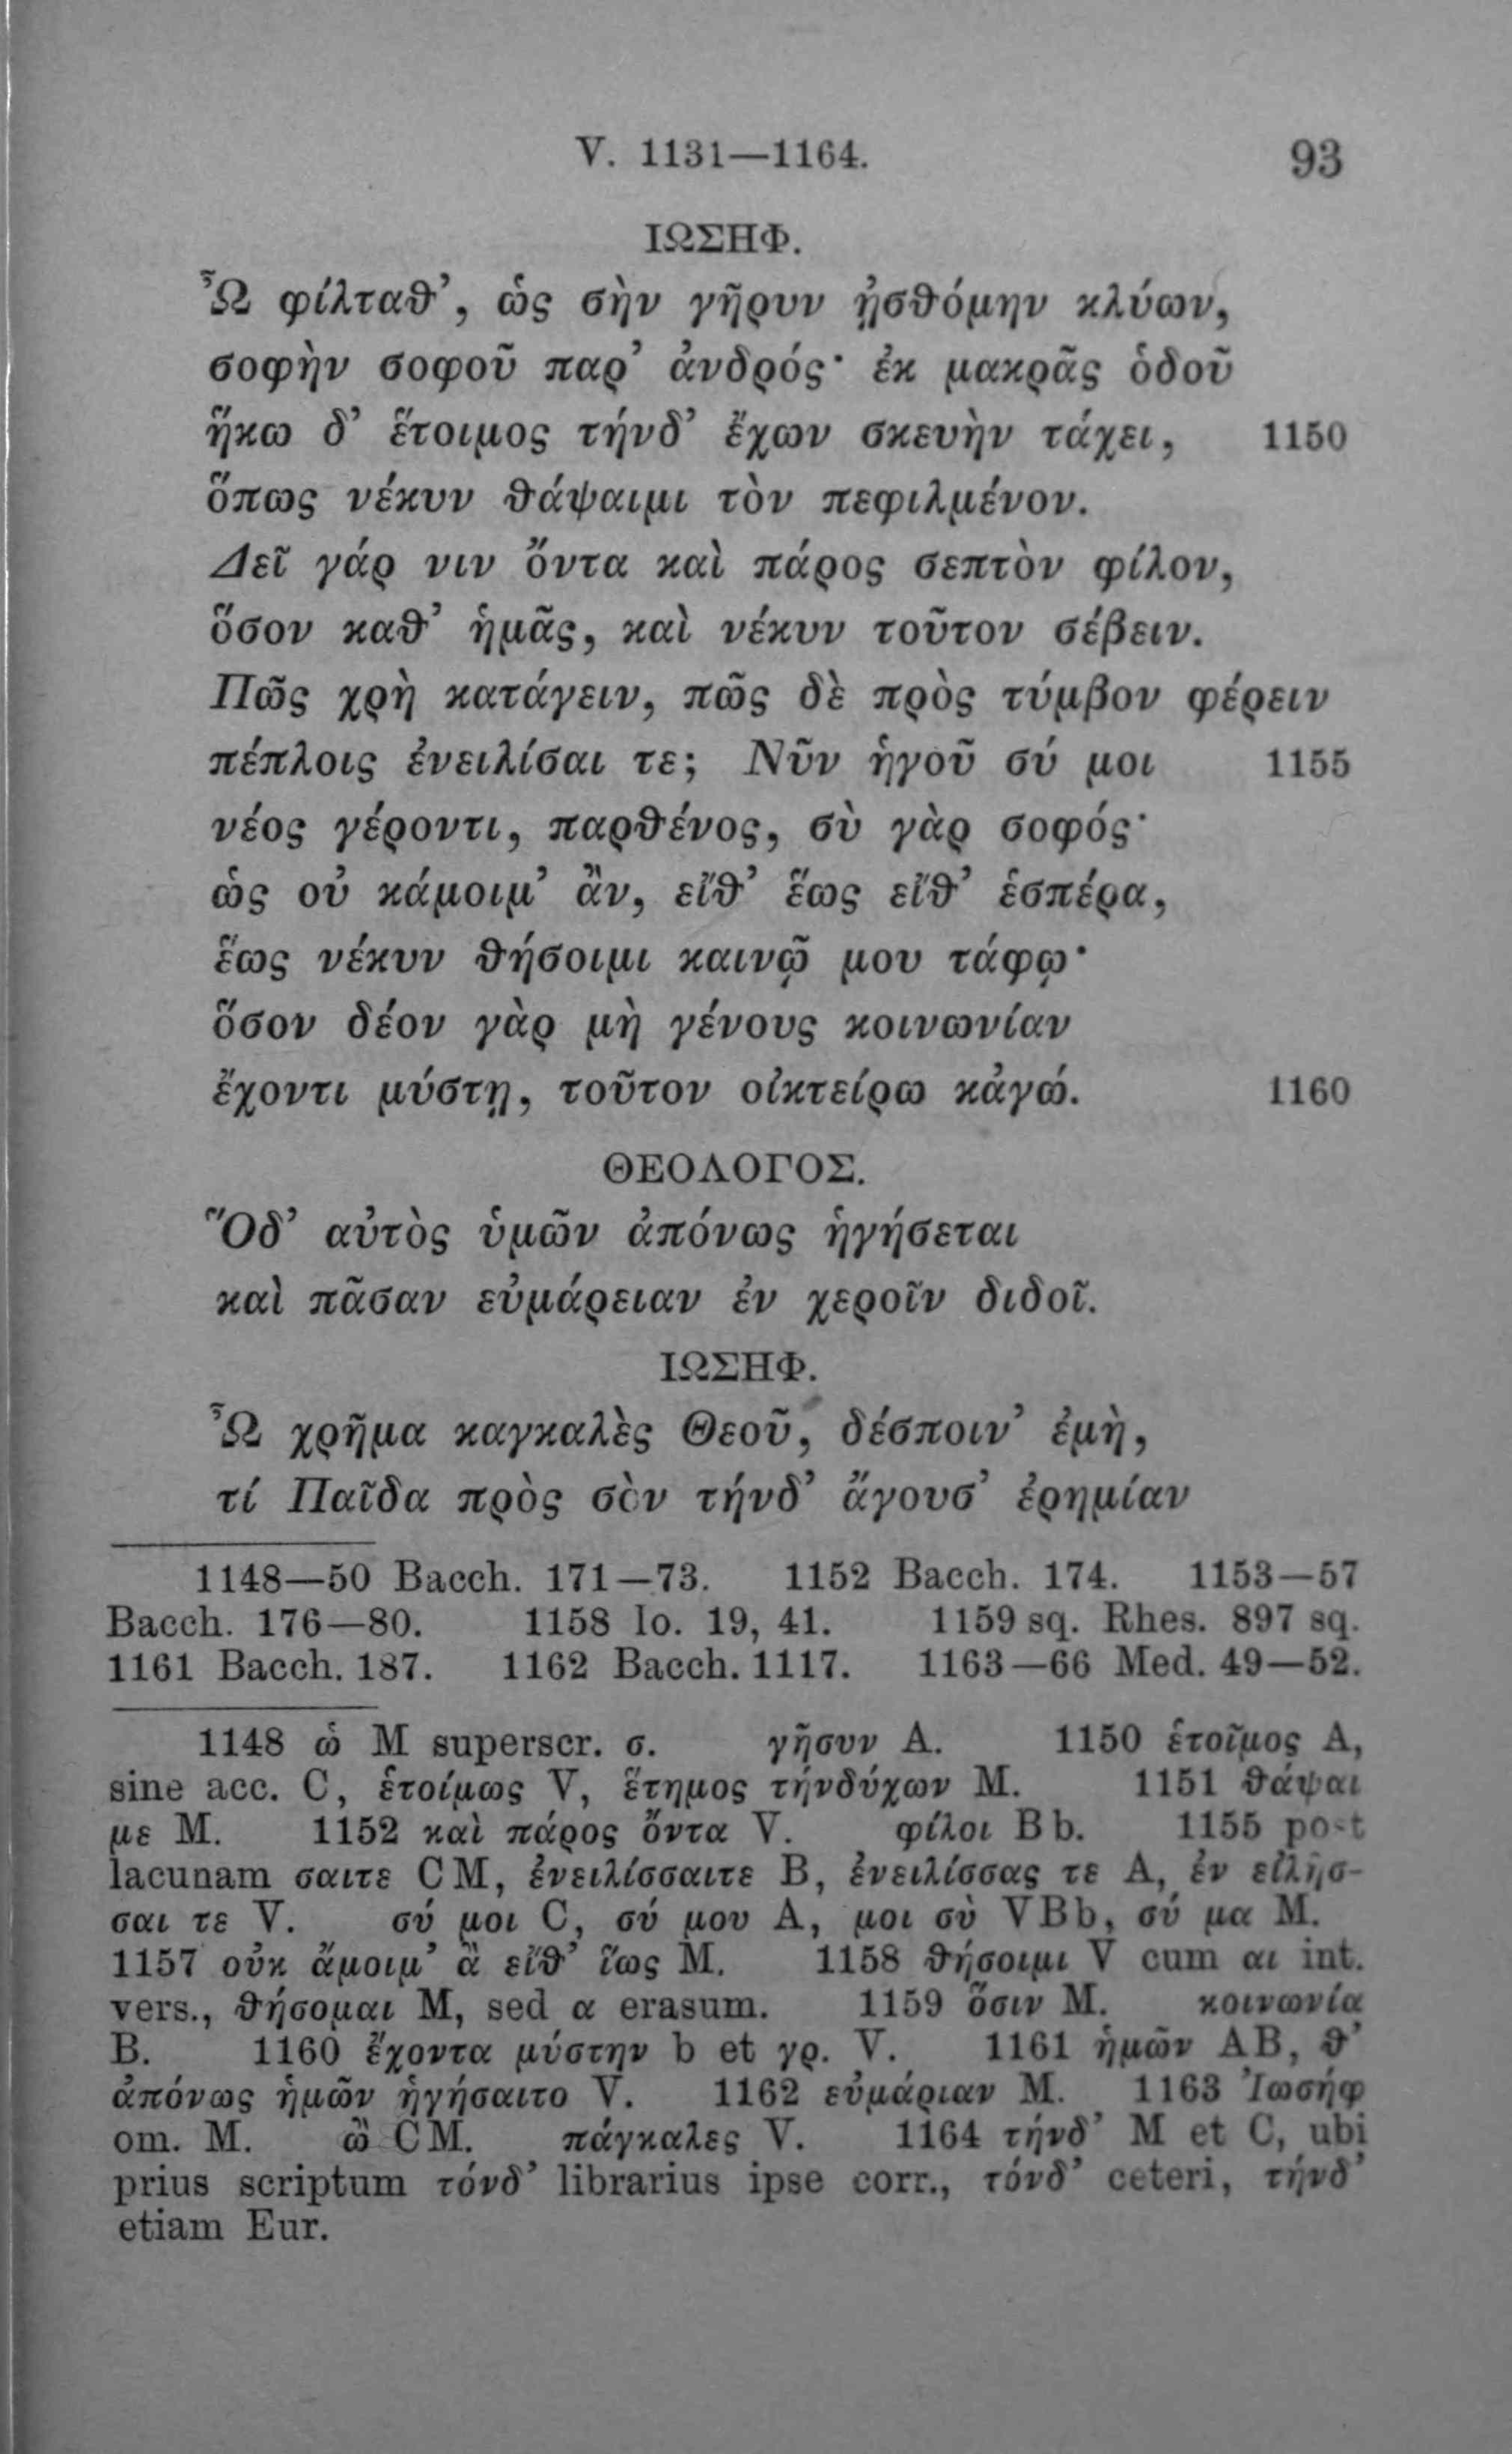 V. 1131—1164. 93
ΙΩΣΗΦ.
Ὦ φίλταθ’, ὡς σὴν γῆρυν ᾐσθόμην κλύων,
σοφὴν σοφοῦ παρ’ ἀνδρός· ἐκ μακρᾶς ὁδοῦ
ἥκω δ’ ἕτοιμος τήνδ’ ἔχων σκευὴν τάχει, 1150
ὅπως νέκυν θάψαιμι τὸν πεφιλμένον.
Δεῖ γάρ νιν ὄντα καὶ πάρος σεπτὸν φίλον,
ὅσον καθ’ ἡμᾶς, καὶ νέκυν τοῦτον σέβειν.
Πῶς χρὴ κατάγειν, πῶς δὲ πρὸς τύμβον φέρειν
πέπλοις ἐνειλίσαι τε; Νῦν ἡγοῦ σύ μοι 1155
νέος γέροντι, παρθένος, σὺ γὰρ σοφός·
ὡς οὐ κάμοιμ’ ἂν, εἴθ’ ἕως εἴθ’ ἑσπέρα,
ἕως νέκυν θήσοιμι καινῷ μου τάφῳ·
ὅσον δέον γὰρ μὴ γένους κοινωνίαν
ἔχοντι μύστῃ, τοῦτον οἰκτείρω κἀγώ. 1160
ΘΕΟΛΟΓΟΣ.
Ὅδ’ αὐτὸς ὑμῶν ἀπόνως ἡγήσεται
καὶ πᾶσαν εὐμάρειαν ἐν χεροῖν διδοῖ.
ΙΩΣΗΦ.
Ὦ χρῆμα καγκαλὲς Θεοῦ, δέσποιν’ ἐμὴ,
τί Παῖδα πρὸς σὸν τήνδ’ ἄγουσ’ ἐρημίαν
1148—50 Bacch. 171—73. 1152 Bacch. 174. 1153—57
Bacch. 176—80. 1158 Io. 19, 41. 1159 sq. Rhes. 897 sq.
1161 Bacch. 187. 1162 Bacch. 1117. 1163—66 Med. 49—52.
1148 ὡ M superscr. σ. γῆσυν A. 1150 ἑτοῖμος A,
sine acc. C, ἑτοίμως V, ἕτημος τήνδύχων M. 1151 θάψαι
με M. 1152 καὶ πάρος ὄντα V. φίλοι Bb. 1155 post
lacunam σαιτε CM, ἐνειλίσσαιτε B, ἐνειλίσσας τε A, ἐν εἰλῆσ-
σαι τε V. σύ μοι C, σύ μου A, μοι σὺ VBb, σύ μα M.
1157 οὐκ ἄμοιμ’ ἂ εἴθ’ ἵως M. 1158 θήσοιμι V cum αι int.
vers., θήσομαι M, sed α erasum. 1159 ὅσιν M. κοινωνία
B. 1160 ἔχοντα μύστην b et γρ. V. 1161 ἡμῶν AB, θ’
ἀπόνως ἡμῶν ἡγήσαιτο V. 1162 εὐμάριαν M. 1163 Ἰωσήφ
om. M. ὢ CM. πάγκαλες V. 1164 τήνδ’ M et C, ubi
prius scriptum τόνδ’ librarius ipse corr., τόνδ’ ceteri, τήνδ’
etiam Eur.